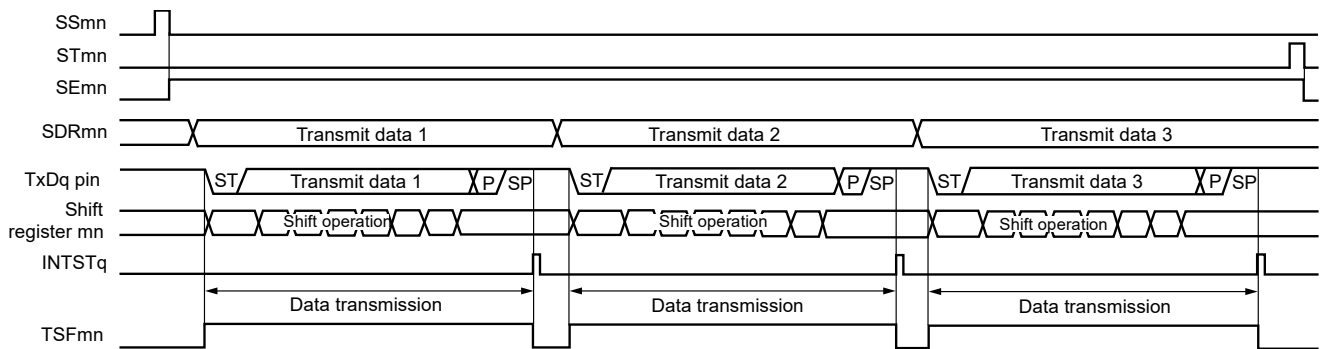 SSmn
STmn
SEmn
SDRmn Transmit data 1 Transmit data 2 Transmit data 3
TxDq pin ST Transmit data 1 P SP ST Transmit data 2 P SP ST Transmit data 3 P SP
Shift
register mn Shift operation Shift operation Shift operation
INTSTq
Data transmission Data transmission Data transmission
TSFmn